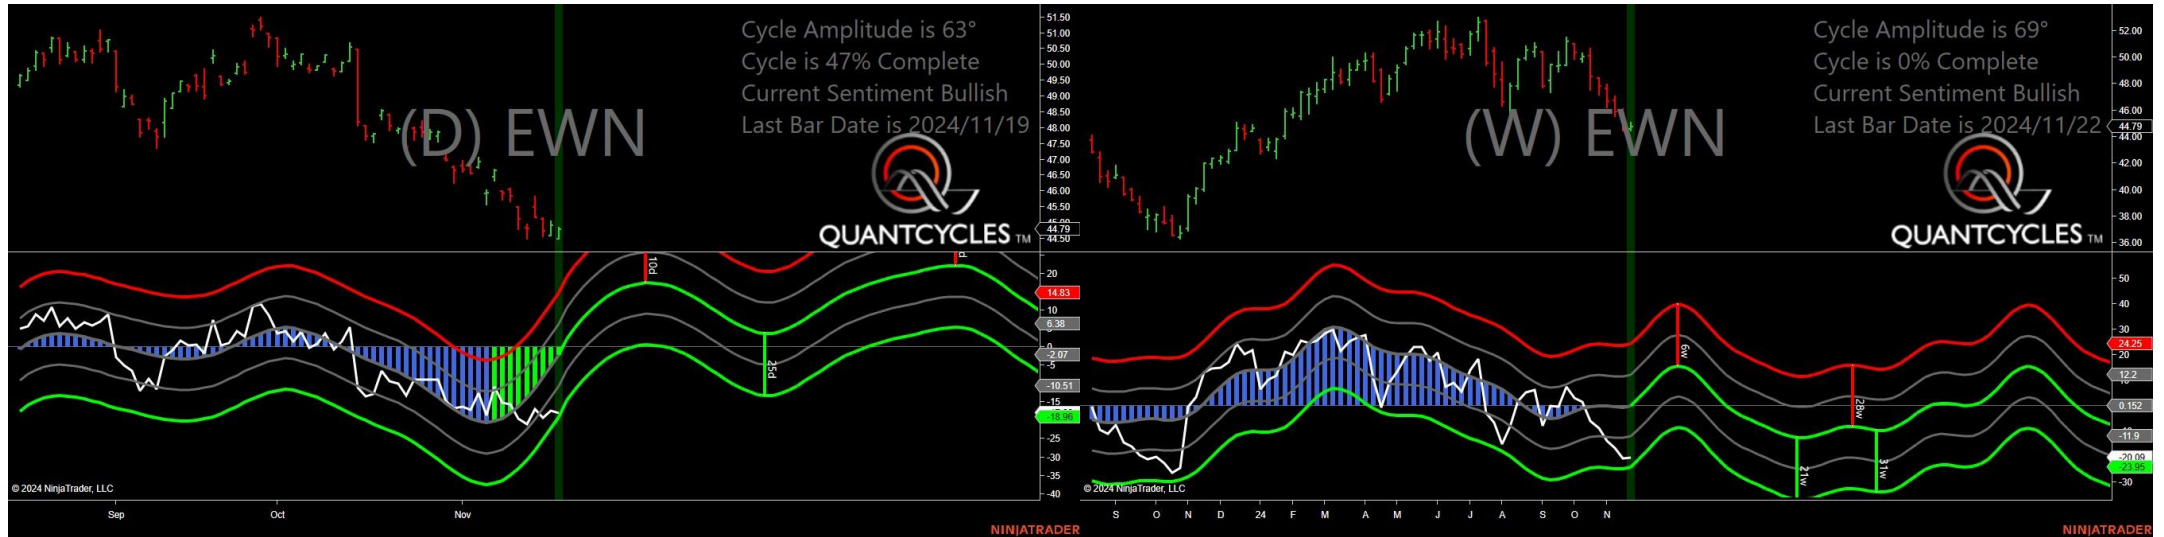 Cycle Amplitude is 63°
Cycle is 47% Complete
Current Sentiment Bullish
Last Bar Date is 2024/11/19
(D) EWN
QUANTCYCLES TM
51.50
51.00
50.50
50.00
49.50
49.00
48.50
48.00
47.50
47.00
46.50
46.00
45.50
44.79
44.50
10d
25d
20
14.83
10
6.38
0
-2.07
-5
-10.51
-15
-18.96
-25
-30
-35
-40
© 2024 NinjaTrader, LLC
Sep
Oct
Nov
NINJATRADER
Cycle Amplitude is 69°
Cycle is 0% Complete
Current Sentiment Bullish
Last Bar Date is 2024/11/22
(W) EWN
QUANTCYCLES TM
52.00
50.00
48.00
46.00
44.79
44.00
42.00
40.00
38.00
36.00
6w
28w
21w
31w
50
40
30
24.25
20
12.2
0.152
-11.9
-20.09
-23.95
-30
© 2024 NinjaTrader, LLC
S
O
N
D
24
F
M
A
M
J
J
A
S
O
N
NINJATRADER